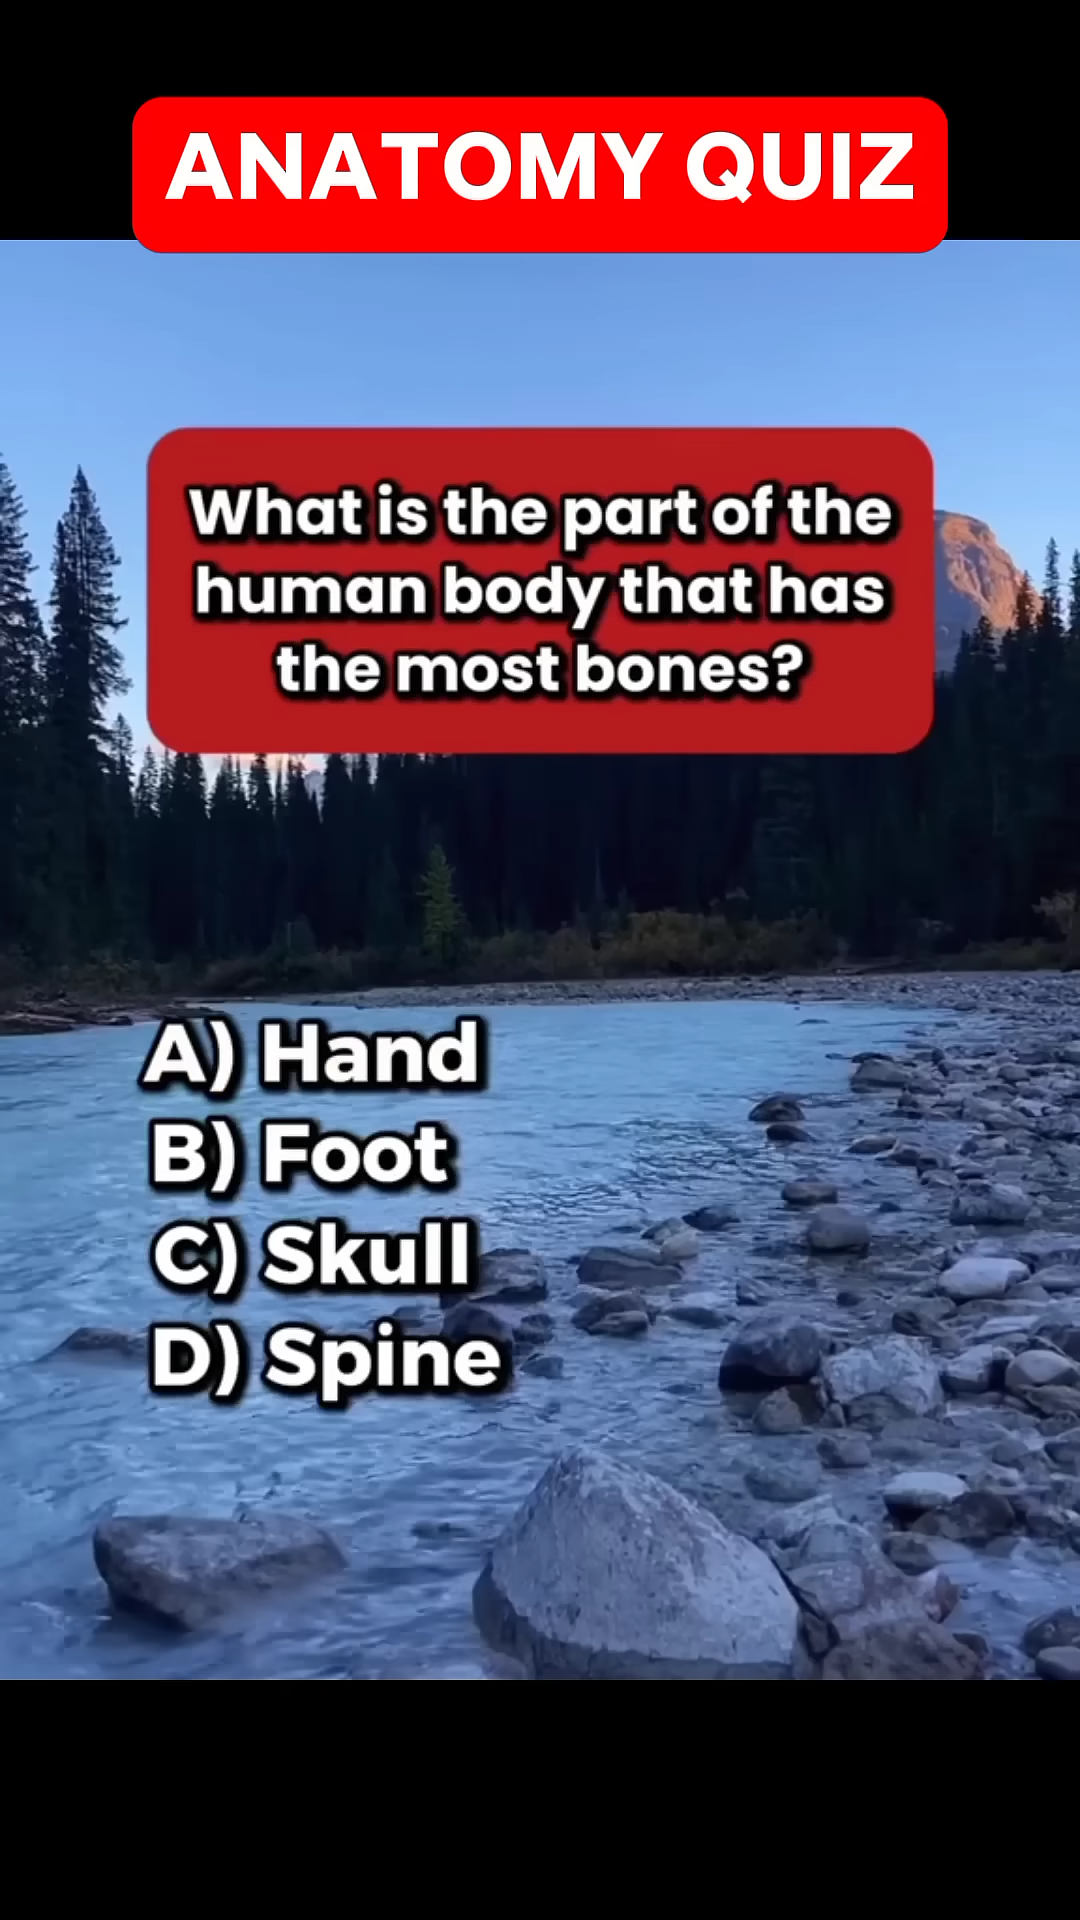 ANATOMY QUIZ
What is the part of the
human body that has
the most bones?
A) Hand
B) Foot
C) Skull
D) Spine